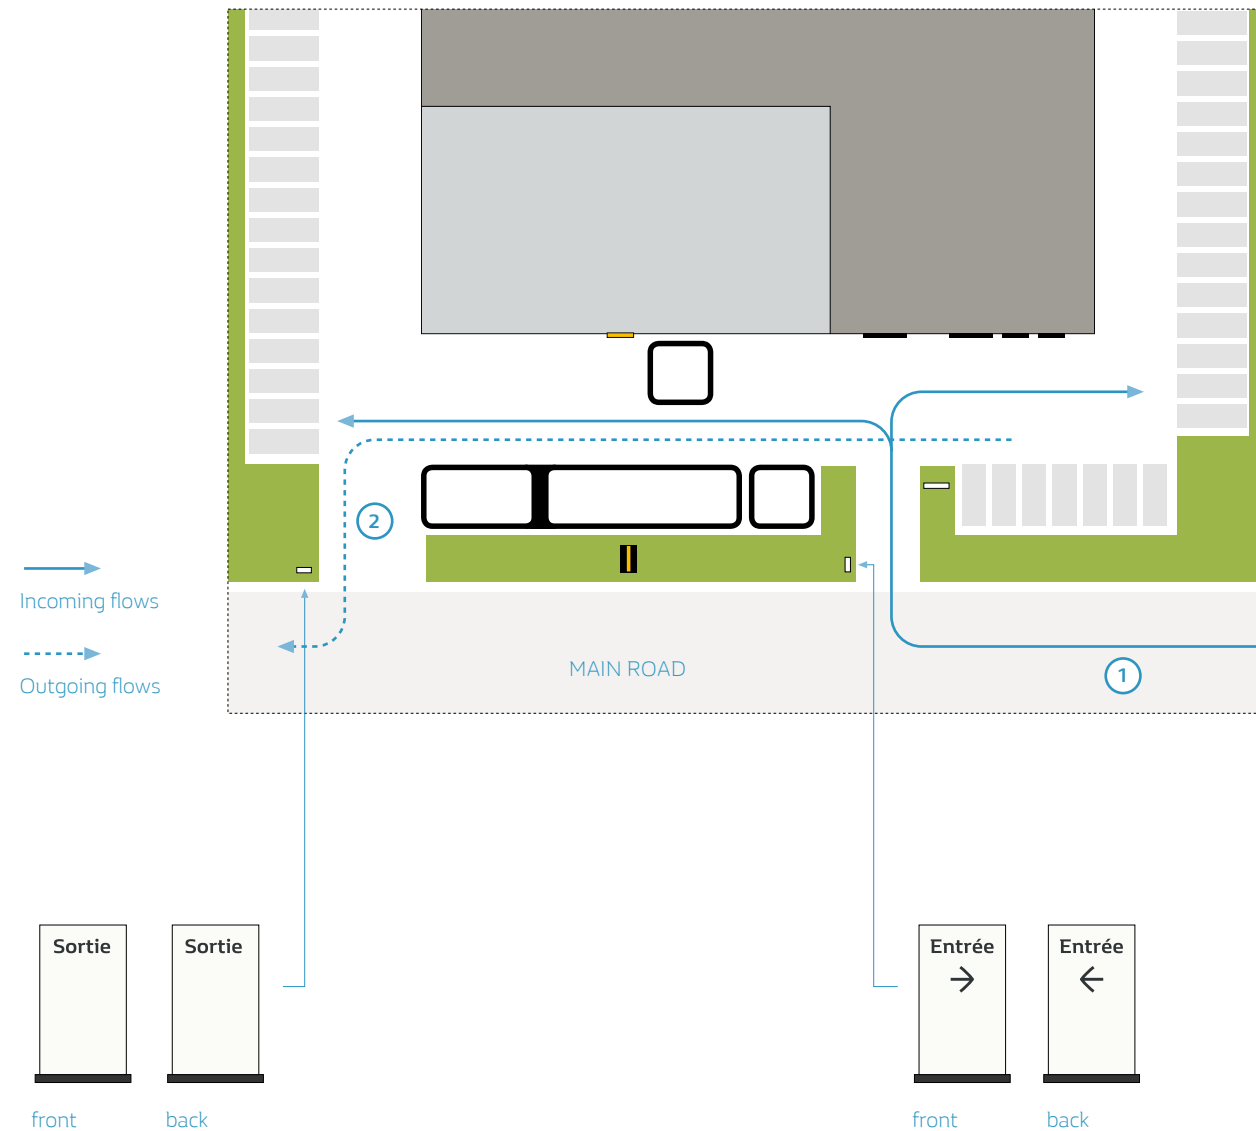 2
Incoming flows
Outgoing flows
MAIN ROAD
1
Sortie
Sortie
Entrée
Entrée
front
back
front
back